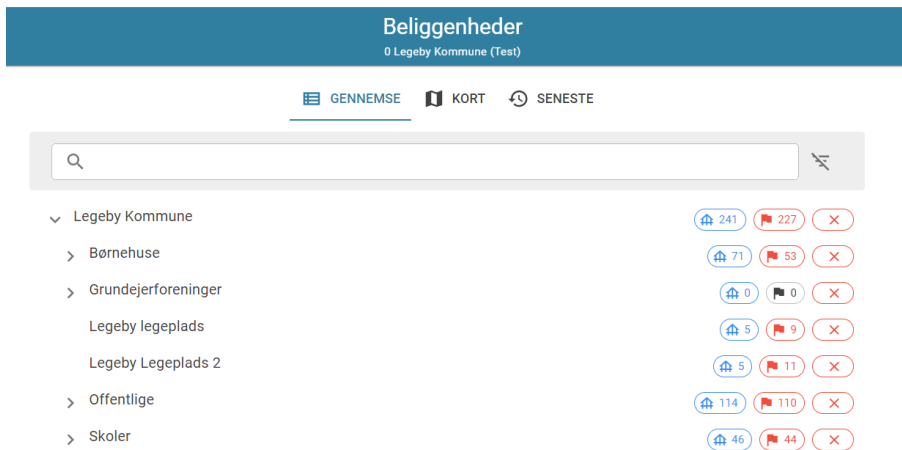 Beliggenheder
0 Legeby Kommune (Test)
GENNEMSE KORT SENESTE
Legeby Kommune 241 227
Børnehuse 71 53
Grundejerforeninger 0 0
Legeby legeplads 5 9
Legeby Legeplads 2 5 11
Offentlige 114 110
Skoler 46 44